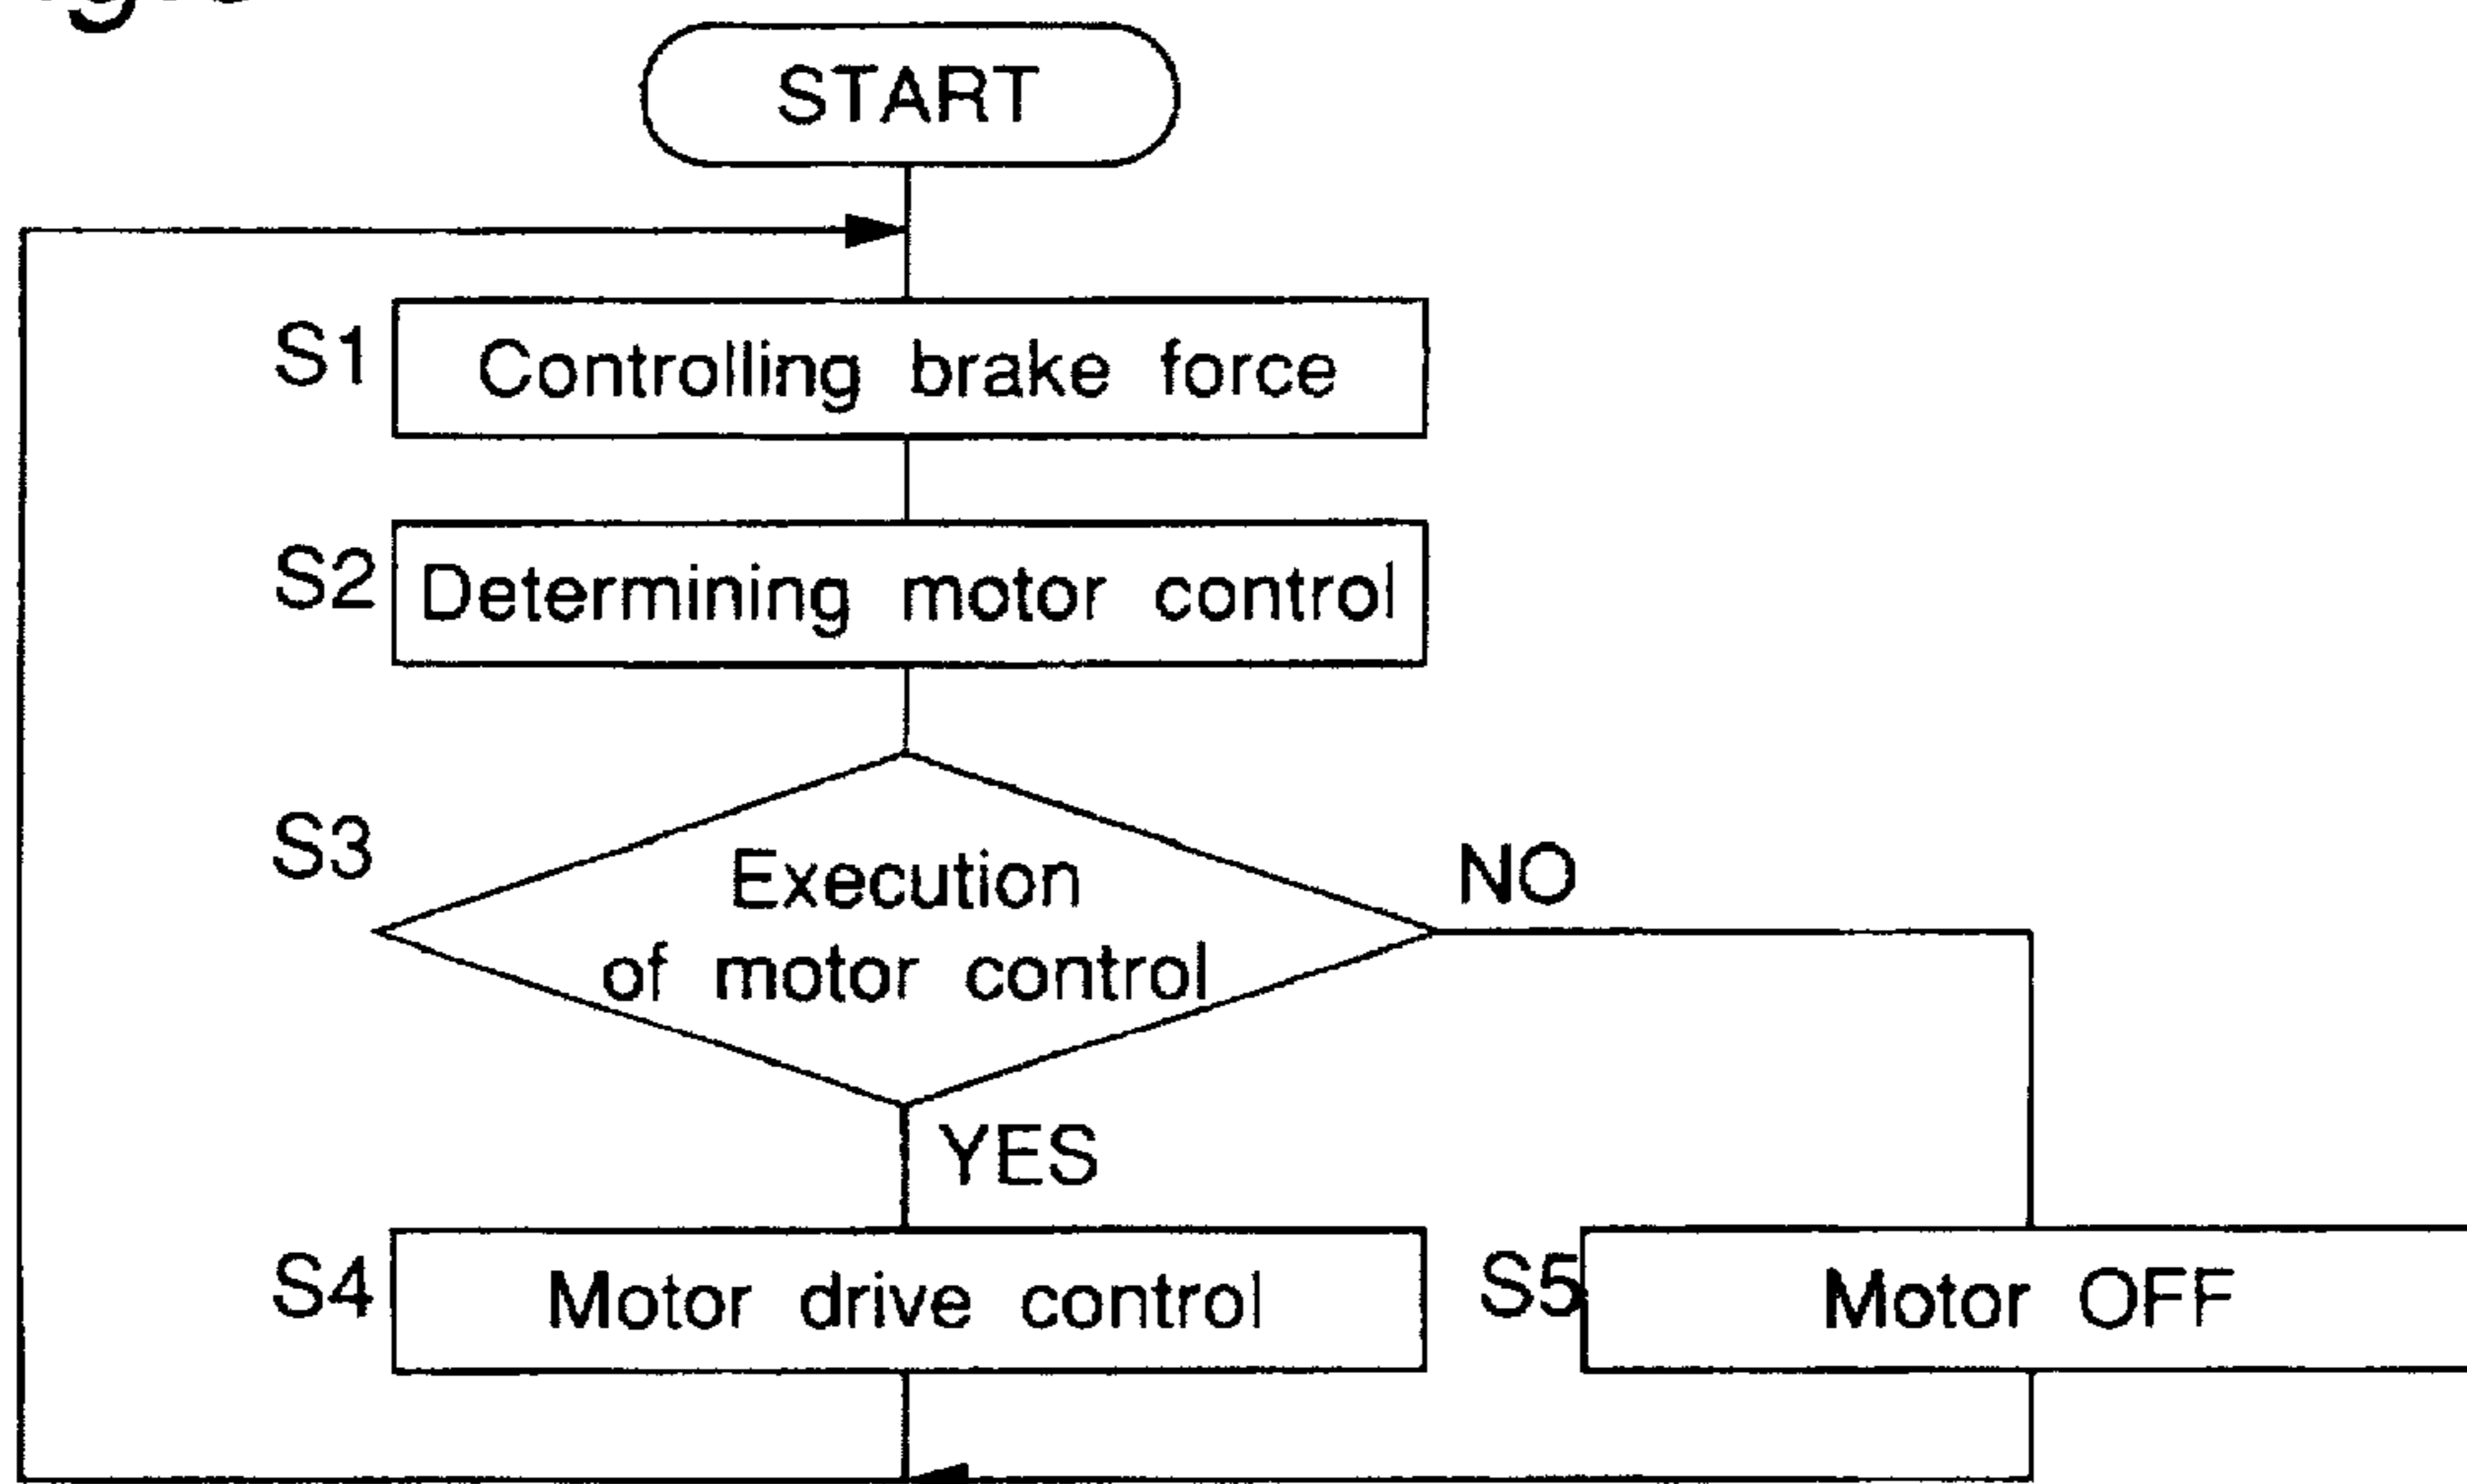 START
S1
Controlling brake force
S2
Determining motor control
S3
Execution
of motor control
NO
YES
S4
Motor drive control
S5
Motor OFF